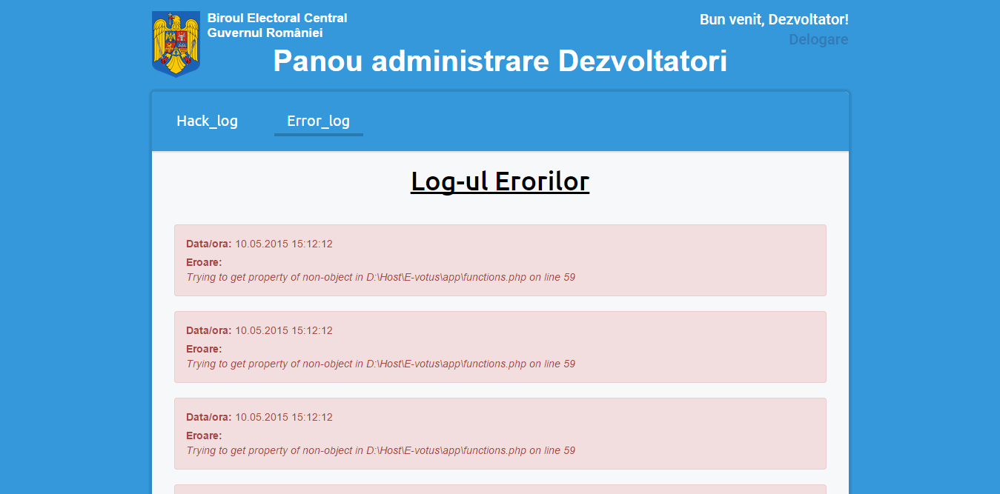 Biroul Electoral Central
Guvernul României
Bun venit, Dezvoltator!
Delogare
Panou administrare Dezvoltatori
Hack_log
Error_log
Log-ul Erorilor
Data/ora: 10.05.2015 15:12:12
Eroare:
Trying to get property of non-object in D:\Host\E-votus\app\functions.php on line 59
Data/ora: 10.05.2015 15:12:12
Eroare:
Trying to get property of non-object in D:\Host\E-votus\app\functions.php on line 59
Data/ora: 10.05.2015 15:12:12
Eroare:
Trying to get property of non-object in D:\Host\E-votus\app\functions.php on line 59